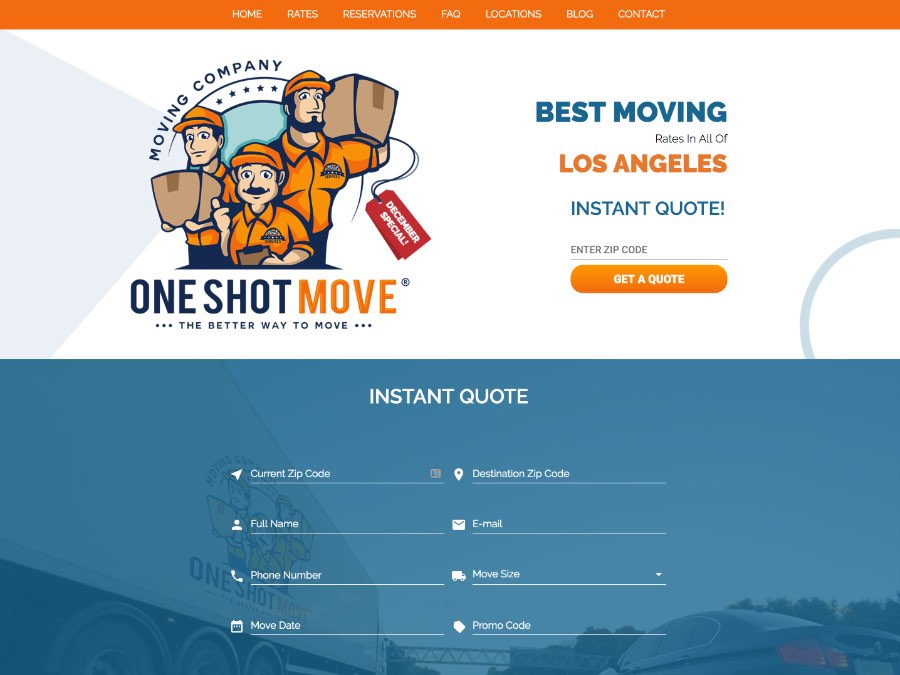 HOME RATES RESERVATIONS FAQ LOCATIONS BLOG CONTACT
MOVING COMPANY
DECEMBER
SPECIAL!
ONE SHOT MOVE®
••• THE BETTER WAY TO MOVE •••
BEST MOVING
Rates In All Of
LOS ANGELES
INSTANT QUOTE!
ENTER ZIP CODE
GET A QUOTE
INSTANT QUOTE
MOVING COMP
ONE SHOT MOVE
Current Zip Code
Destination Zip Code
Full Name
E-mail
Phone Number
Move Size
Move Date
Promo Code